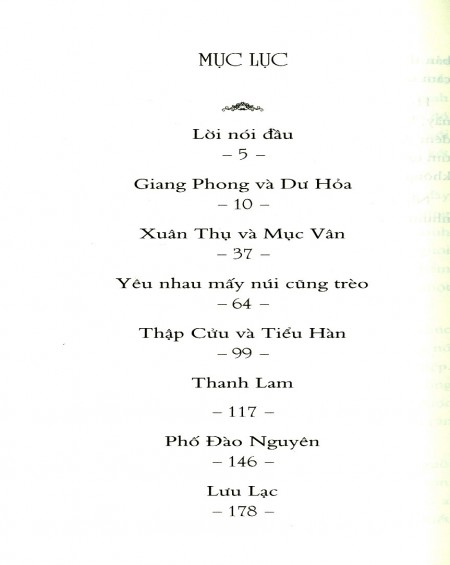 MỤC LỤC
Lời nói đầu
– 5 –
Giang Phong và Dư Hỏa
– 10 –
Xuân Thụ và Mục Vân
– 37 –
Yêu nhau mấy núi cũng trèo
– 64 –
Thập Cửu và Tiểu Hàn
– 99 –
Thanh Lam
– 117 –
Phố Đào Nguyên
– 146 –
Lưu Lạc
– 178 –